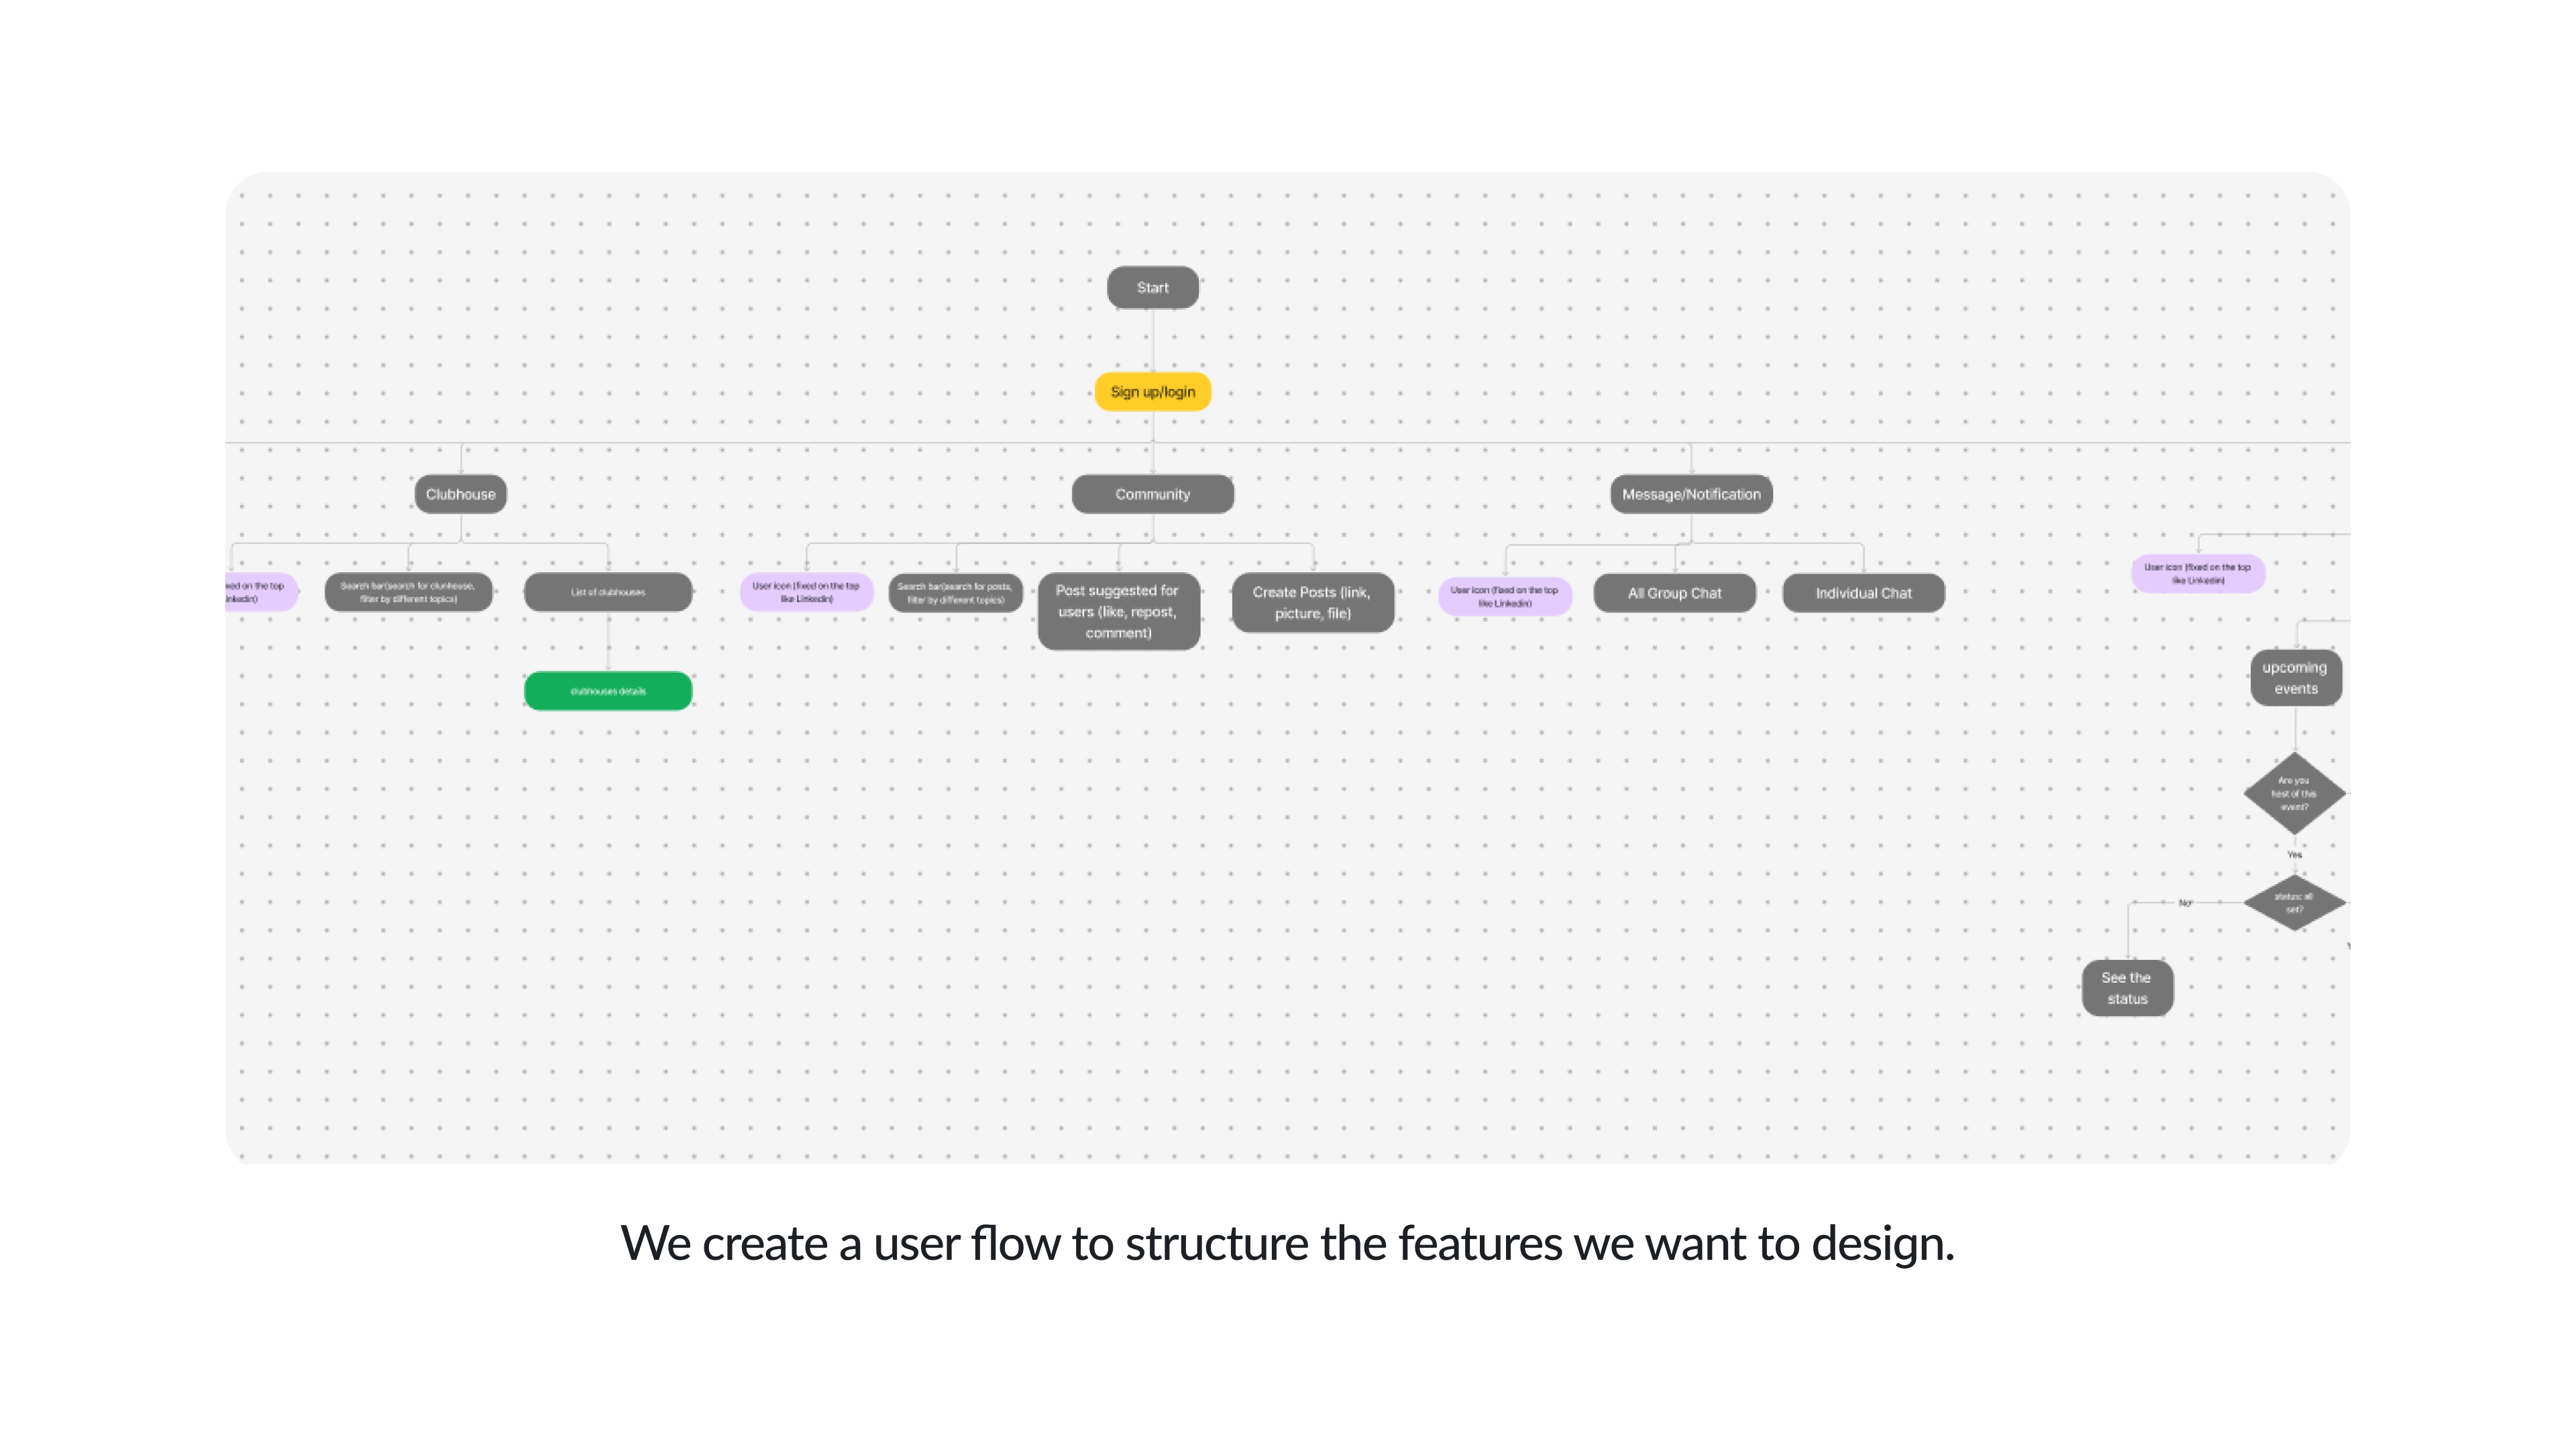 Start
Sign up/login
Clubhouse
Community
Message/Notification
xed on the top
inkedin)
Search bar(search for clunhouse,
filter by different topics)
List of clubhouses
clubhouses details
User icon (fixed on the top
like Linkedin)
Search bar(search for posts,
filter by different topics)
Post suggested for
users (like, repost,
comment)
Create Posts (link,
picture, file)
User icon (fixed on the top
like Linkedin)
All Group Chat
Individual Chat
User icon (fixed on the top
like Linkedin)
upcoming
events
Are you
host of this
event?
Yes
status: all
set?
No
See the
status
We create a user flow to structure the features we want to design.